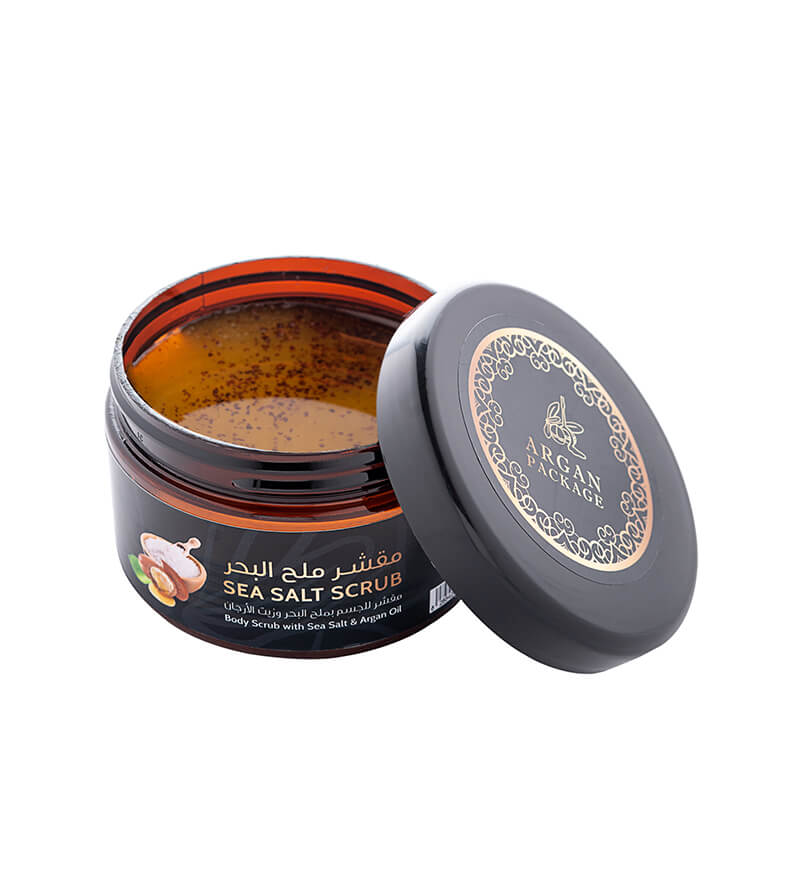 مقشر ملح البحر
SEA SALT SCRUB
مقشر للجسم بملح البحر وزيت الأرجان
Body Scrub with Sea Salt & Argan Oil
ARGAN
PACKAGE